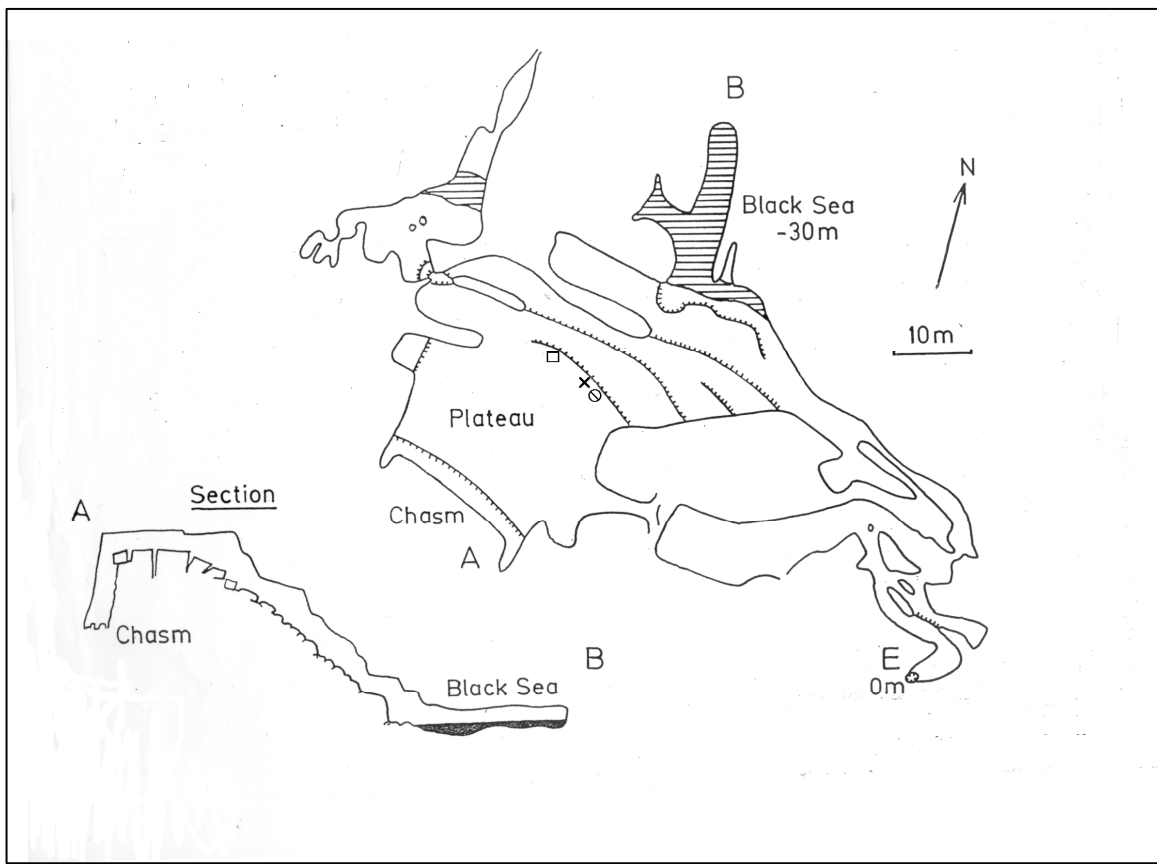 B
N
Black Sea
-30m
10m
Plateau
Section
A
Chasm
A
Chasm
B
E
0m
Black Sea